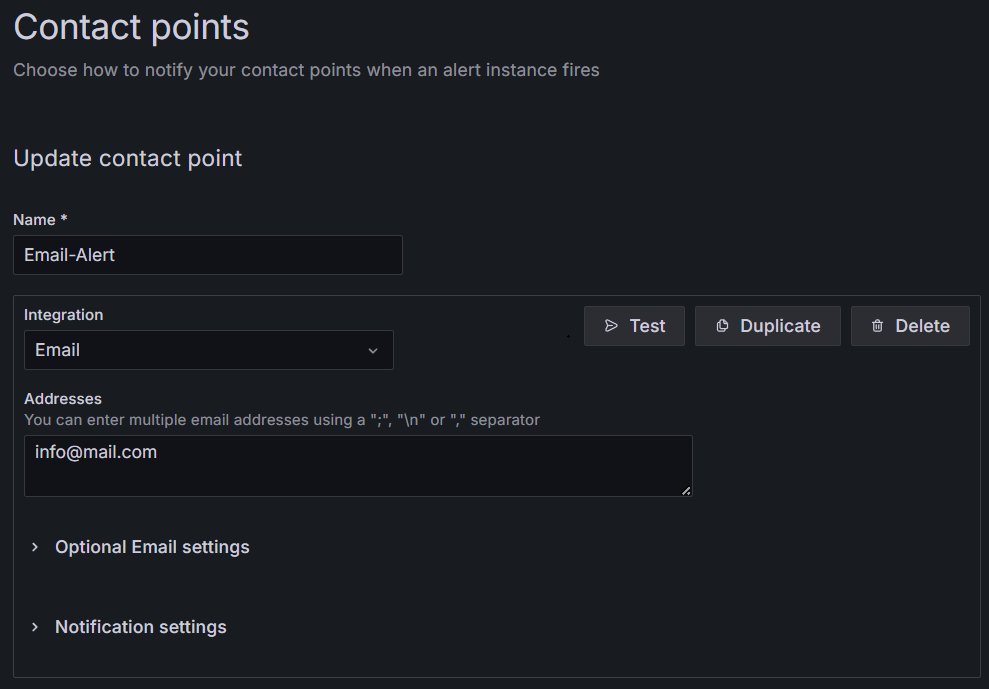 Contact points
Choose how to notify your contact points when an alert instance fires
Update contact point
Name *
Email-Alert
Integration
Test
Duplicate
Delete
Email
Addresses
You can enter multiple email addresses using a ";", "\n" or "," separator
info@mail.com
Optional Email settings
Notification settings